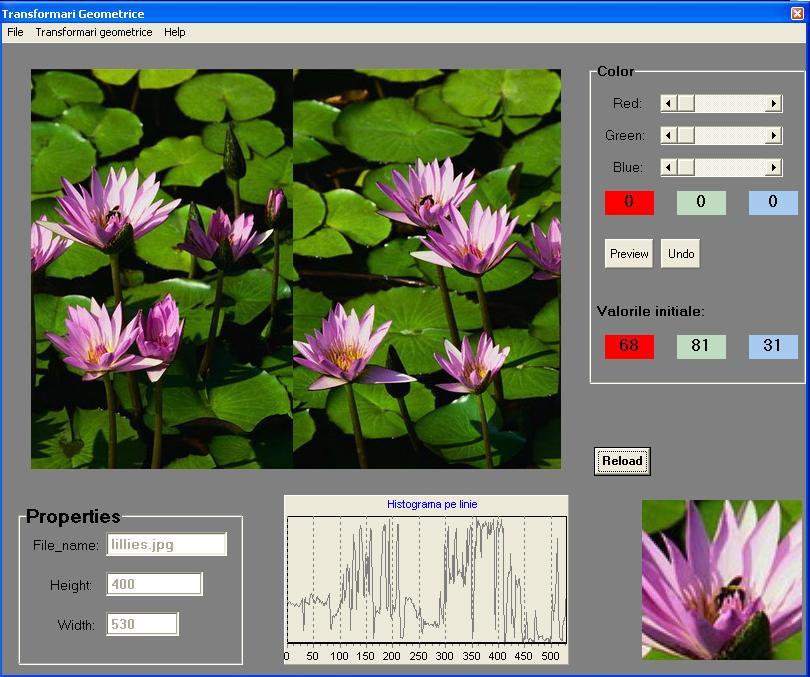 Transformari Geometrice
File Transformari geometrice Help
Color
Red:
Green:
Blue:
0 0 0
Preview Undo
Valorile initiale:
68 81 31
Reload
Properties
File_name: lillies.jpg
Height: 400
Width: 530
Histograma pe linie
0 50 100 150 200 250 300 350 400 450 500